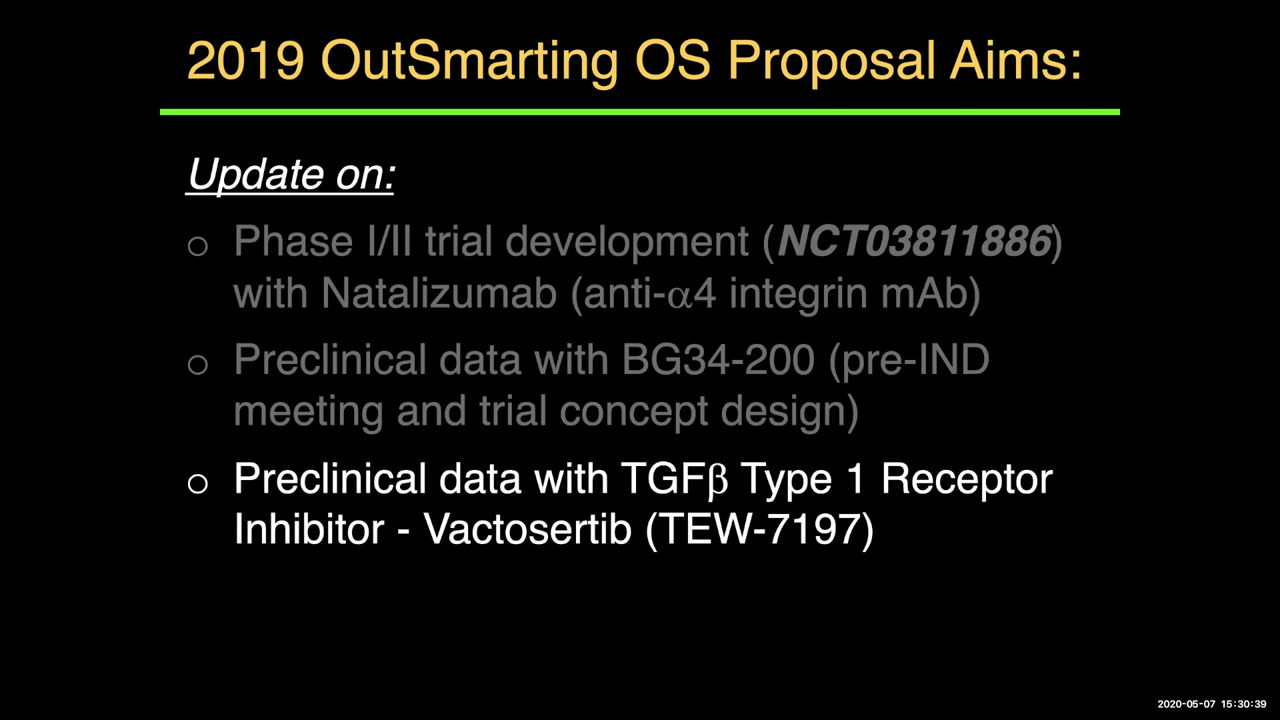 2019 OutSmarting OS Proposal Aims:
Update on:
○ Phase I/II trial development (NCT03811886)
with Natalizumab (anti-α4 integrin mAb)
○ Preclinical data with BG34-200 (pre-IND
meeting and trial concept design)
○ Preclinical data with TGFβ Type 1 Receptor
Inhibitor - Vactosertib (TEW-7197)
2020-05-07 15:30:39